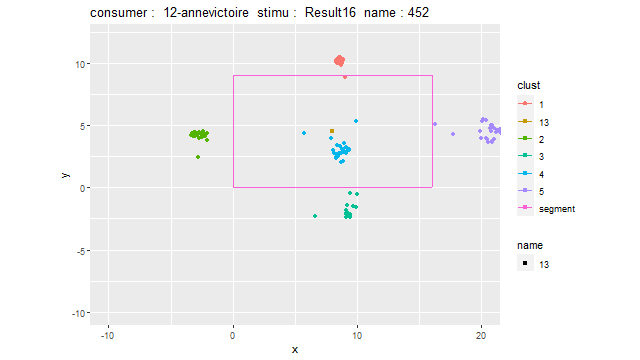 consumer : 12-annevictoire stimu : Result16 name : 452
10
5
0
-5
-10
y
-10
0
10
20
x
clust
1
13
2
3
4
5
segment
name
13